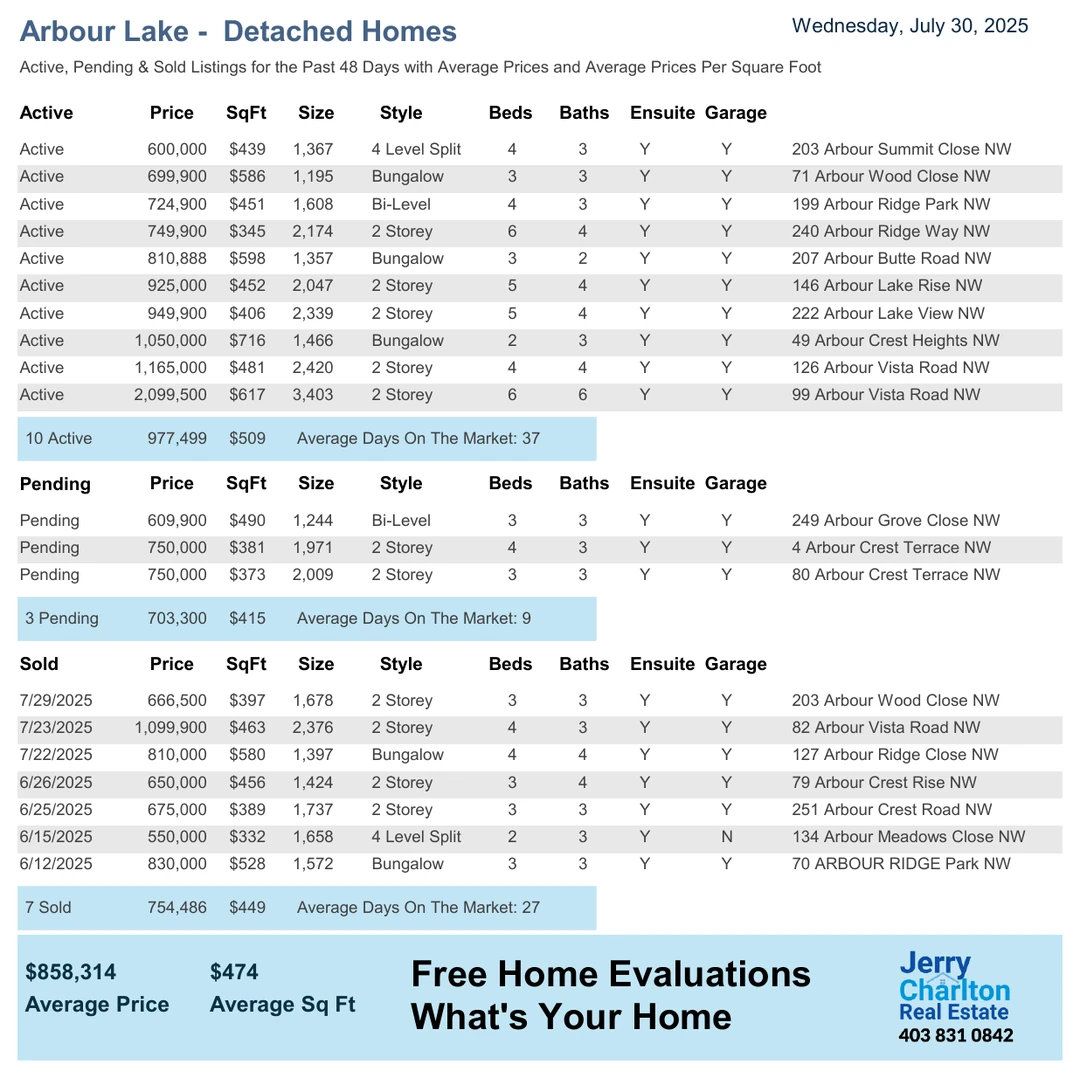 Arbour Lake - Detached Homes
Wednesday, July 30, 2025
Active, Pending & Sold Listings for the Past 48 Days with Average Prices and Average Prices Per Square Foot
Active Price SqFt Size Style Beds Baths Ensuite Garage
Active 600,000 $439 1,367 4 Level Split 4 3 Y Y 203 Arbour Summit Close NW
Active 699,900 $586 1,195 Bungalow 3 3 Y Y 71 Arbour Wood Close NW
Active 724,900 $451 1,608 Bi-Level 4 3 Y Y 199 Arbour Ridge Park NW
Active 749,900 $345 2,174 2 Storey 6 4 Y Y 240 Arbour Ridge Way NW
Active 810,888 $598 1,357 Bungalow 3 2 Y Y 207 Arbour Butte Road NW
Active 925,000 $452 2,047 2 Storey 5 4 Y Y 146 Arbour Lake Rise NW
Active 949,900 $406 2,339 2 Storey 5 4 Y Y 222 Arbour Lake View NW
Active 1,050,000 $716 1,466 Bungalow 2 3 Y Y 49 Arbour Crest Heights NW
Active 1,165,000 $481 2,420 2 Storey 4 4 Y Y 126 Arbour Vista Road NW
Active 2,099,500 $617 3,403 2 Storey 6 6 Y Y 99 Arbour Vista Road NW
10 Active 977,499 $509 Average Days On The Market: 37
Pending Price SqFt Size Style Beds Baths Ensuite Garage
Pending 609,900 $490 1,244 Bi-Level 3 3 Y Y 249 Arbour Grove Close NW
Pending 750,000 $381 1,971 2 Storey 4 3 Y Y 4 Arbour Crest Terrace NW
Pending 750,000 $373 2,009 2 Storey 3 3 Y Y 80 Arbour Crest Terrace NW
3 Pending 703,300 $415 Average Days On The Market: 9
Sold Price SqFt Size Style Beds Baths Ensuite Garage
7/29/2025 666,500 $397 1,678 2 Storey 3 3 Y Y 203 Arbour Wood Close NW
7/23/2025 1,099,900 $463 2,376 2 Storey 4 3 Y Y 82 Arbour Vista Road NW
7/22/2025 810,000 $580 1,397 Bungalow 4 4 Y Y 127 Arbour Ridge Close NW
6/26/2025 650,000 $456 1,424 2 Storey 3 4 Y Y 79 Arbour Crest Rise NW
6/25/2025 675,000 $389 1,737 2 Storey 3 3 Y Y 251 Arbour Crest Road NW
6/15/2025 550,000 $332 1,658 4 Level Split 2 3 Y N 134 Arbour Meadows Close NW
6/12/2025 830,000 $528 1,572 Bungalow 3 3 Y Y 70 ARBOUR RIDGE Park NW
7 Sold 754,486 $449 Average Days On The Market: 27
$858,314 $474
Average Price Average Sq Ft
Free Home Evaluations
What's Your Home
Jerry
Charlton
Real Estate
403 831 0842